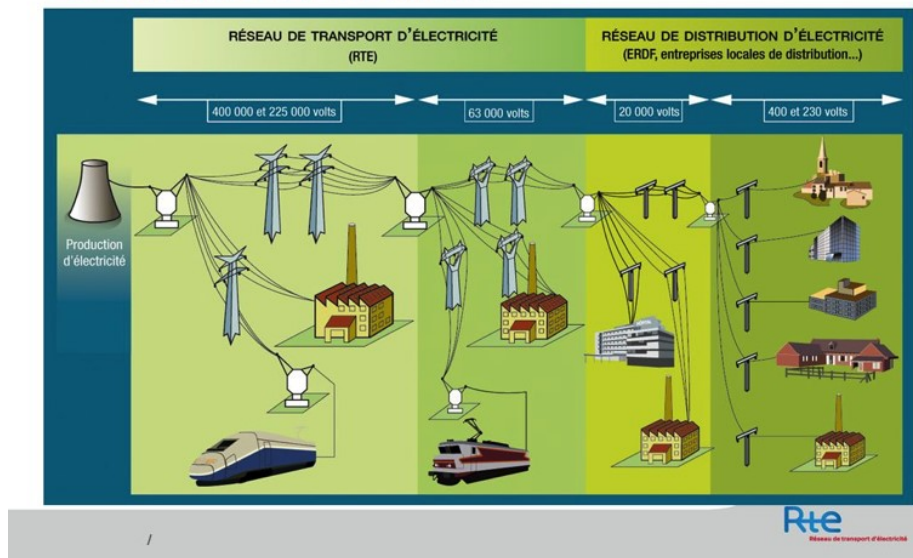 RÉSEAU DE TRANSPORT D'ÉLECTRICITÉ
(RTE)
RÉSEAU DE DISTRIBUTION D'ÉLECTRICITÉ
(ERDF, entreprises locales de distribution...)
400 000 et 225 000 volts
63 000 volts
20 000 volts
400 et 230 volts
Production
d'électricité
/
Rte
Réseau de transport d'électricité